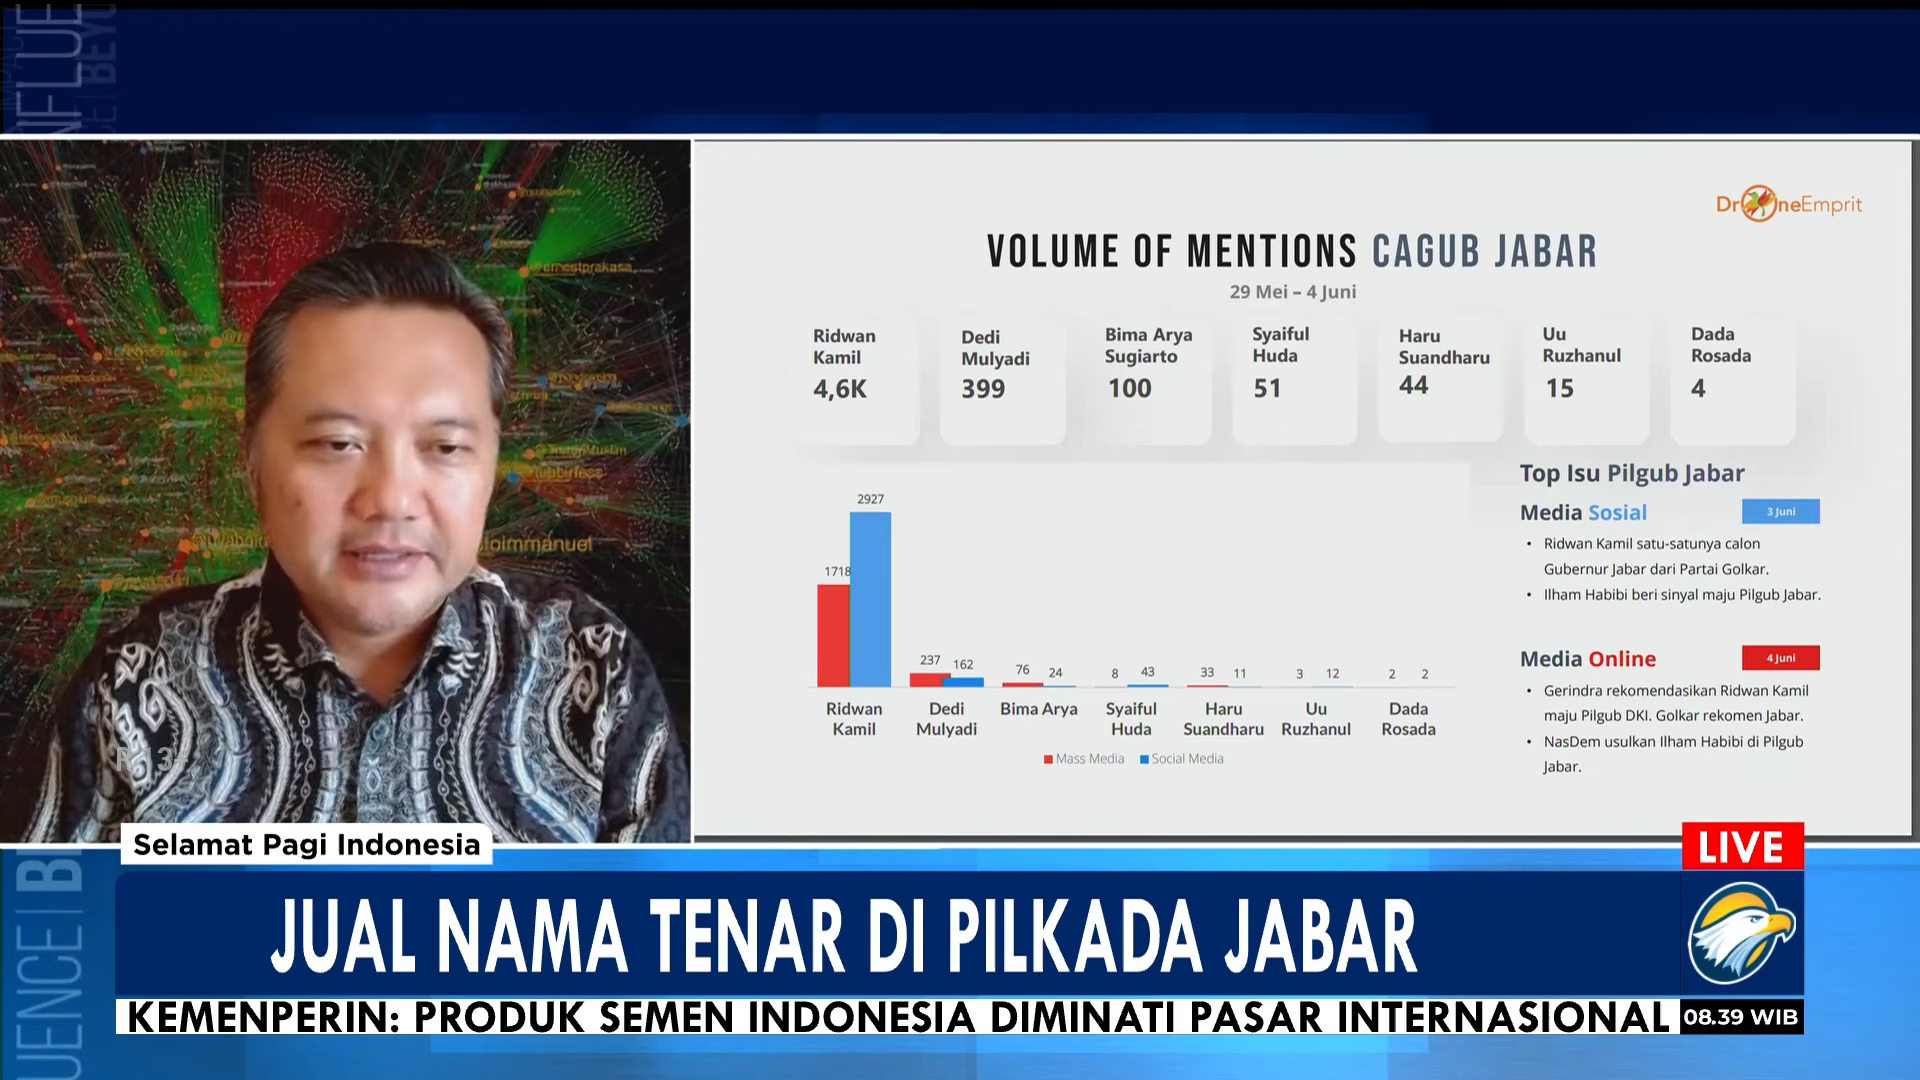 DroneEmprit
VOLUME OF MENTIONS CAGUB JABAR
29 Mei – 4 Juni
Ridwan
Kamil
4,6K
Dedi
Mulyadi
399
Bima Arya
Sugiarto
100
Syaiful
Huda
51
Haru
Suandharu
44
Uu
Ruzhanul
15
Dada
Rosada
4
1718
2927
237
162
76
24
8
43
33
11
3
12
2
2
Ridwan
Kamil
Dedi
Mulyadi
Bima Arya
Syaiful
Huda
Haru
Suandharu
Uu
Ruzhanul
Dada
Rosada
Mass Media
Social Media
Top Isu Pilgub Jabar
Media Sosial
3 Juni
• Ridwan Kamil satu-satunya calon
Gubernur Jabar dari Partai Golkar.
• Ilham Habibi beri sinyal maju Pilgub Jabar.
Media Online
4 Juni
• Gerindra rekomendasikan Ridwan Kamil
maju Pilgub DKI. Golkar rekomen Jabar.
• NasDem usulkan Ilham Habibi di Pilgub
Jabar.
Selamat Pagi Indonesia
LIVE
JUAL NAMA TENAR DI PILKADA JABAR
KEMENPERIN: PRODUK SEMEN INDONESIA DIMINATI PASAR INTERNASIONAL
08.39 WIB